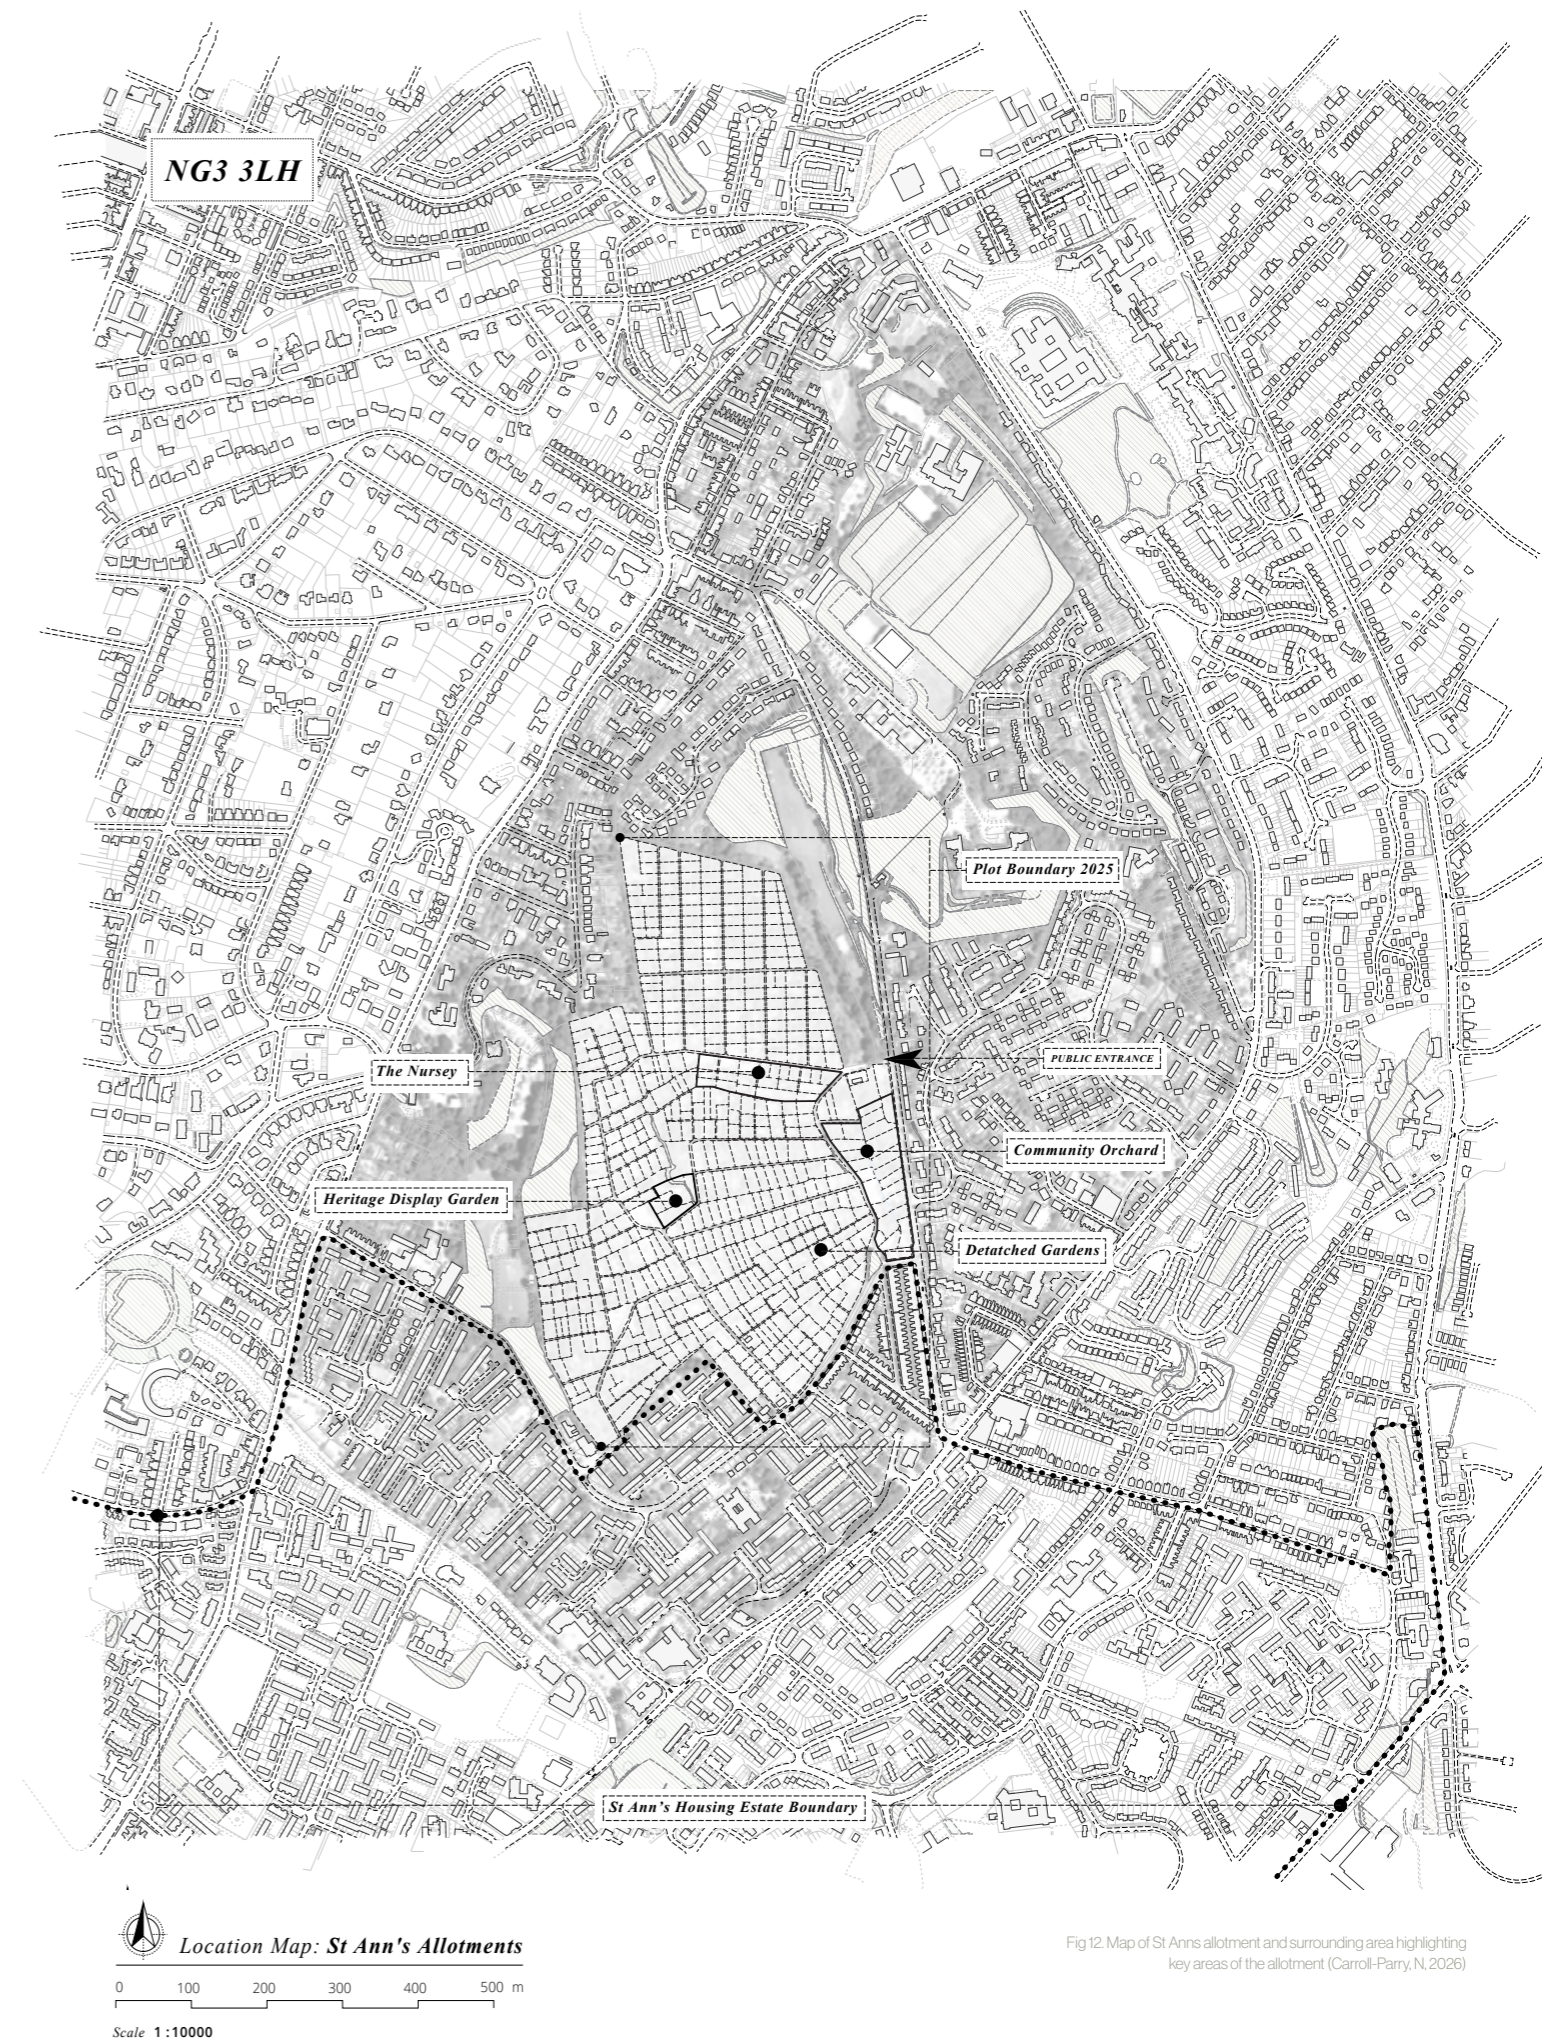 NG3 3LH
Plot Boundary 2025
PUBLIC ENTRANCE
The Nursey
Community Orchard
Heritage Display Garden
Detatched Gardens
St Ann's Housing Estate Boundary
Location Map: St Ann's Allotments
0 100 200 300 400 500 m
Scale 1 :10000
Fig 12. Map of St Anns allotment and surrounding area highlighting
key areas of the allotment (Carroll-Parry, N, 2026)